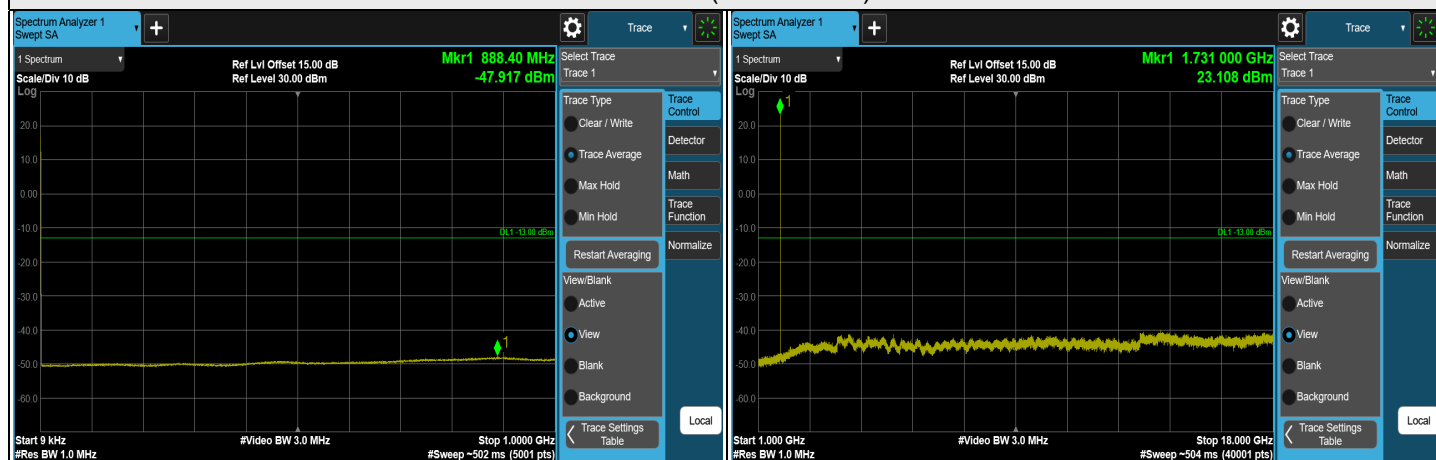 Spectrum Analyzer 1
Swept SA
+
Trace
1 Spectrum
Ref Lvl Offset 15.00 dB
Mkr1 888.40 MHz
Select Trace
Scale/Div 10 dB
Ref Level 30.00 dBm
-47.917 dBm
Trace 1
Log
20.0
10.0
0.00
-10.0
-20.0
-30.0
-40.0
-50.0
-60.0
DL1 -13.00 dBm
1
Start 9 kHz
#Video BW 3.0 MHz
Stop 1.0000 GHz
#Res BW 1.0 MHz
#Sweep ~502 ms (5001 pts)
Trace Type
Clear / Write
Trace Average
Max Hold
Min Hold
Restart Averaging
View/Blank
Active
View
Blank
Background
Trace Settings
Table
Trace
Control
Detector
Math
Trace
Function
Normalize
Local
Spectrum Analyzer 1
Swept SA
+
Trace
1 Spectrum
Ref Lvl Offset 15.00 dB
Mkr1 1.731 000 GHz
Select Trace
Scale/Div 10 dB
Ref Level 30.00 dBm
23.108 dBm
Trace 1
Log
1
20.0
10.0
0.00
-10.0
-20.0
-30.0
-40.0
-50.0
-60.0
DL1 -13.00 dBm
Start 1.000 GHz
#Video BW 3.0 MHz
Stop 18.000 GHz
#Res BW 1.0 MHz
#Sweep ~504 ms (40001 pts)
Trace Type
Clear / Write
Trace Average
Max Hold
Min Hold
Restart Averaging
View/Blank
Active
View
Blank
Background
Trace Settings
Table
Trace
Control
Detector
Math
Trace
Function
Normalize
Local